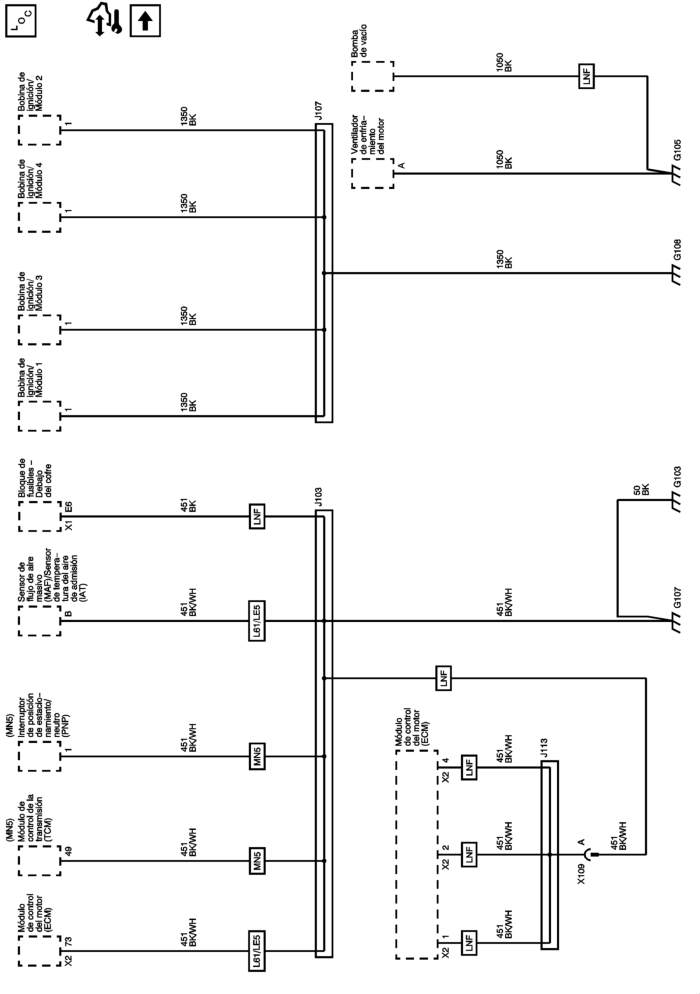 LOC
Módulo
de control
del motor
(ECM)
X2 73
451
BK/WH
L61/LE5
(MN5)
Módulo de
control de la
transmisión
(TCM)
49
451
BK/WH
MN5
(MN5)
Interruptor
de posición
de estacio–
namiento/
neutro
(PNP)
1
451
BK/WH
MN5
Sensor de
flujo de aire
masivo
(MAF)/Sensor
de tempera–
tura del aire
de admisión
(IAT)
B
451
BK/WH
L61/LE5
Bloque de
fusibles –
Debajo
del cofre
X1 E6
451
BK
LNF
J103
Bobina de
ignición/
Módulo 1
1
1350
BK
Bobina de
ignición/
Módulo 3
1
1350
BK
Bobina de
ignición/
Módulo 4
1
1350
BK
Bobina de
ignición/
Módulo 2
1
1350
BK
J107
Módulo
de control
del motor
(ECM)
X2 1
LNF
451
BK/WH
X2 2
LNF
451
BK/WH
X2 4
LNF
451
BK/WH
J113
X109 A
451
BK/WH
LNF
451
BK/WH
G107
50
BK
G103
1350
BK
G108
Ventilador
de enfria–
miento
del motor
A
1050
BK
Bomba
de vacío
1050
BK
LNF
G105